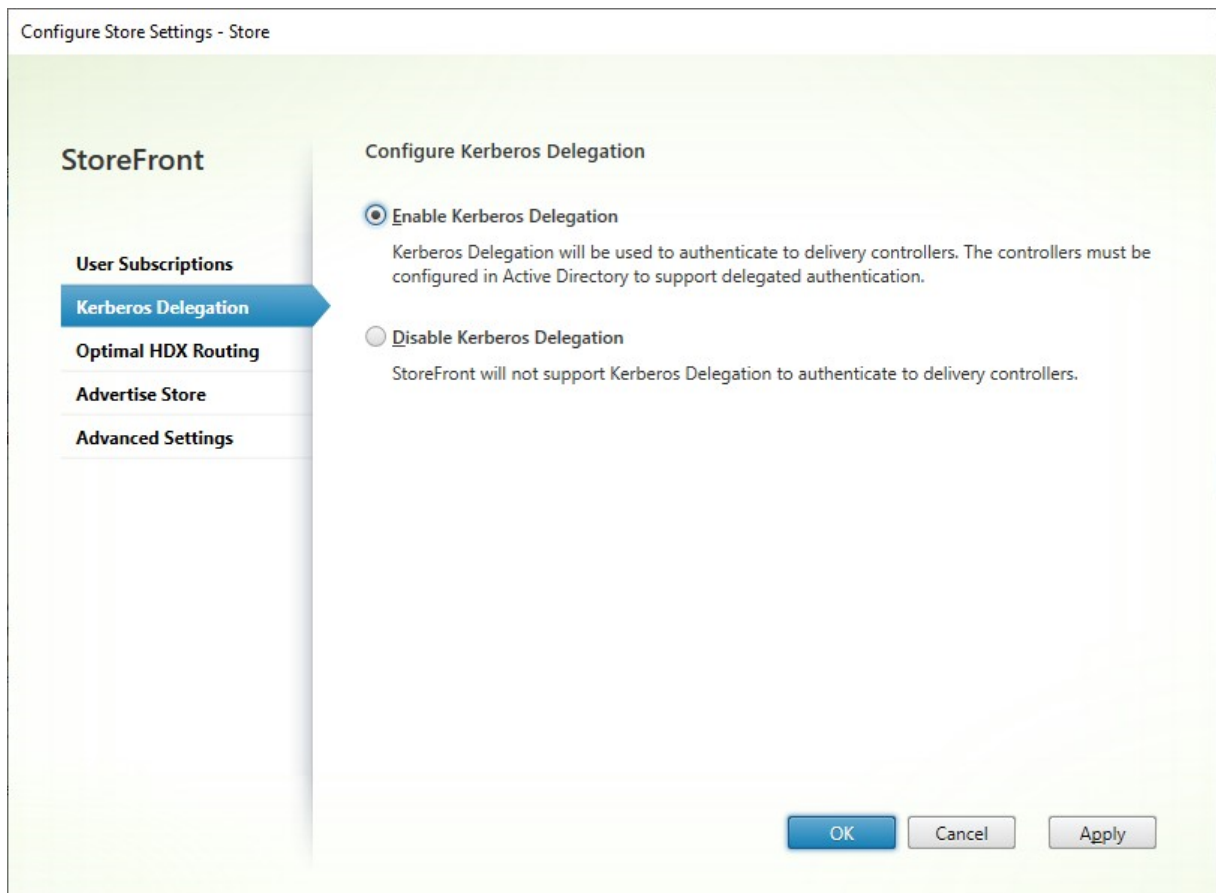 Configure Store Settings - Store
StoreFront
User Subscriptions
Kerberos Delegation
Optimal HDX Routing
Advertise Store
Advanced Settings
Configure Kerberos Delegation
Enable Kerberos Delegation
Kerberos Delegation will be used to authenticate to delivery controllers. The controllers must be
configured in Active Directory to support delegated authentication.
Disable Kerberos Delegation
StoreFront will not support Kerberos Delegation to authenticate to delivery controllers.
OK
Cancel
Apply